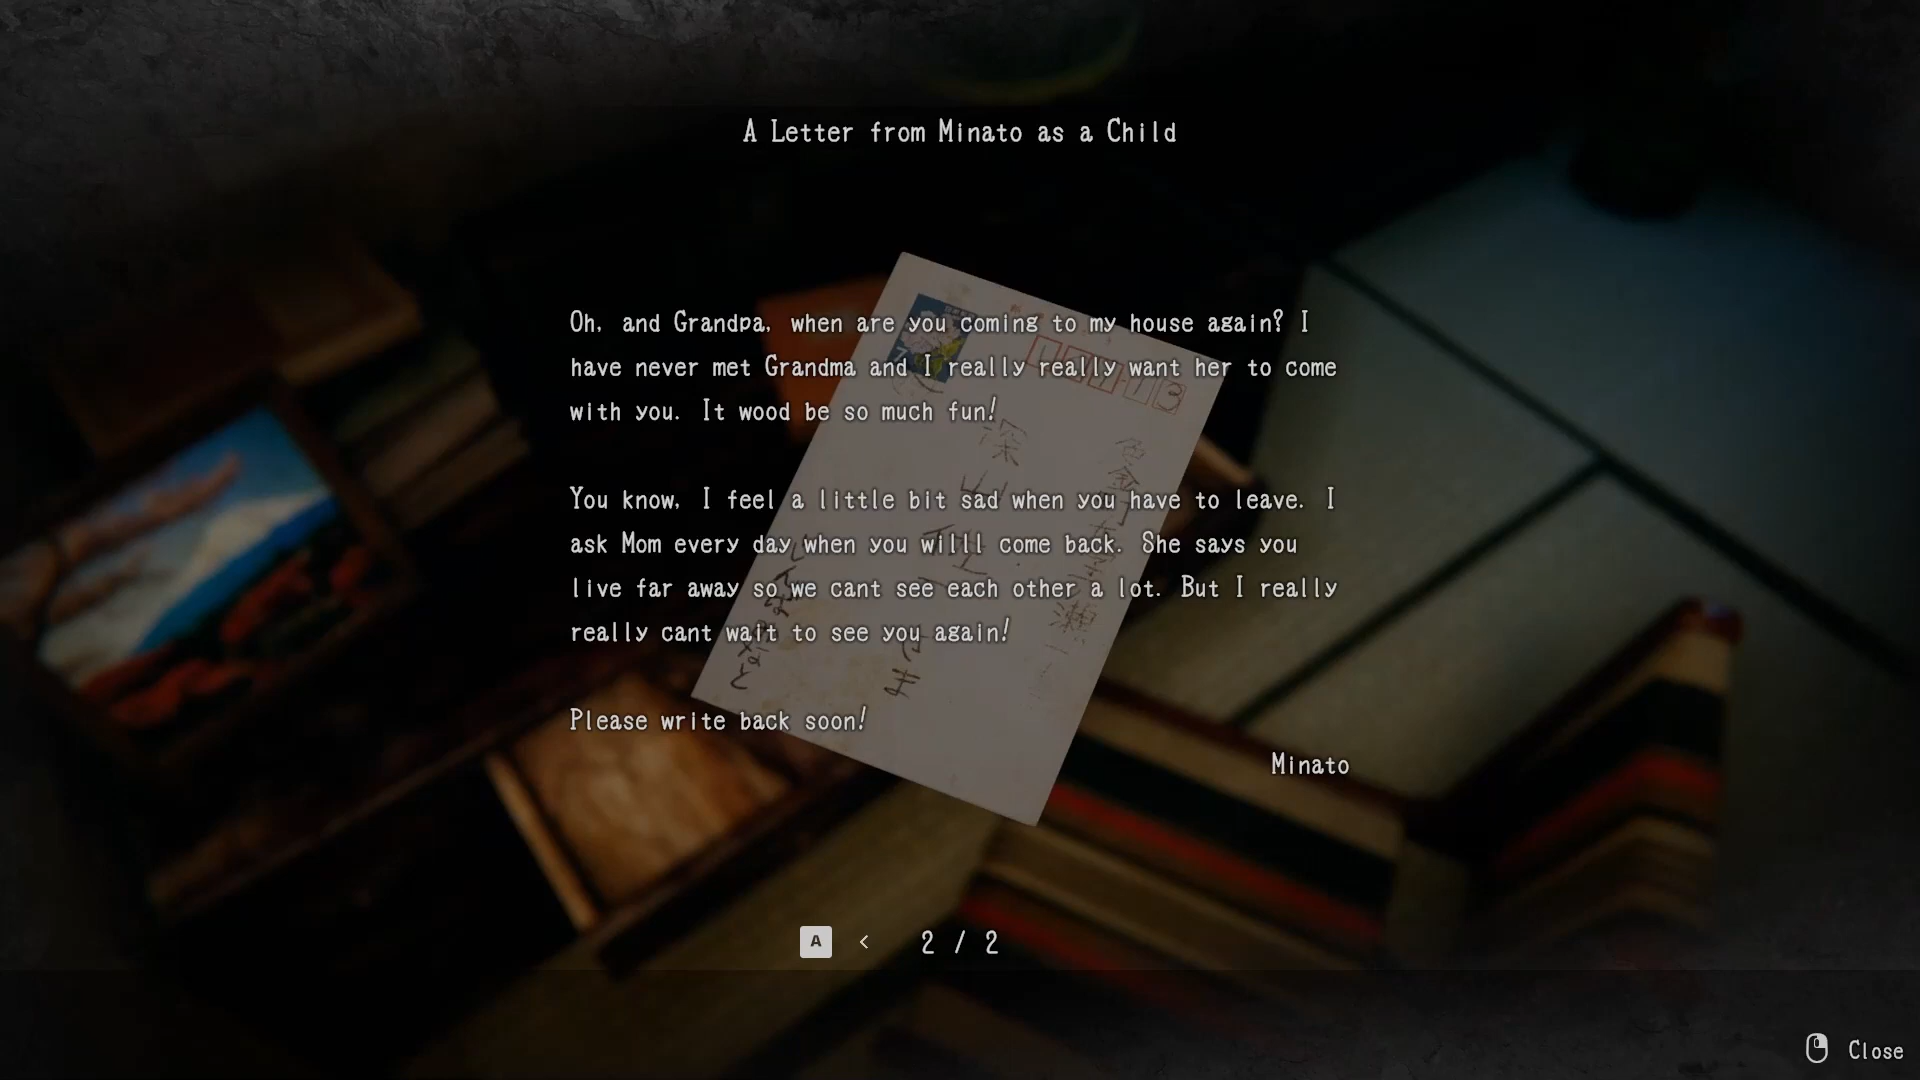 A Letter from Minato as a Child
Oh, and Grandpa, when are you coming to my house again? I
have never met Grandma and I really really want her to come
with you. It wood be so much fun!
You know, I feel a little bit sad when you have to leave. I
ask Mom every day when you willl come back. She says you
live far away so we cant see each other a lot. But I really
really cant wait to see you again!
Please write back soon!
Minato
深山
さま
A < 2 / 2
Close